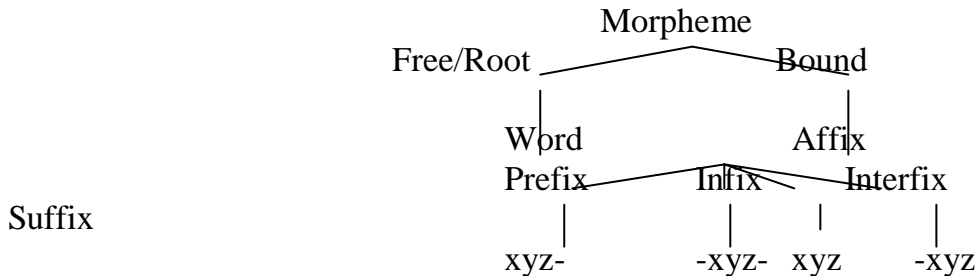 Morpheme
Free/Root Bound
Word Affix
Prefix Infix Interfix
Suffix
xyz- -xyz- xyz -xyz